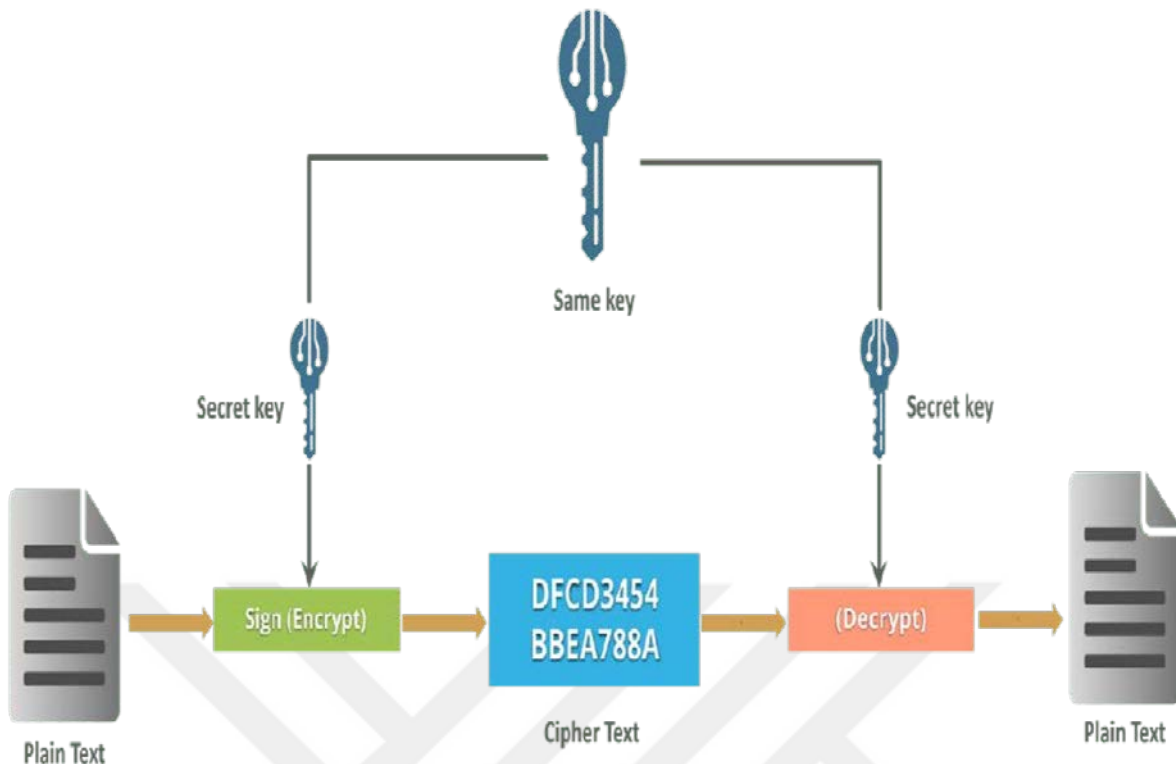 Same key
Secret key
Secret key
Sign (Encrypt)
DFCD3454
BBEA788A
(Decrypt)
Plain Text
Cipher Text
Plain Text